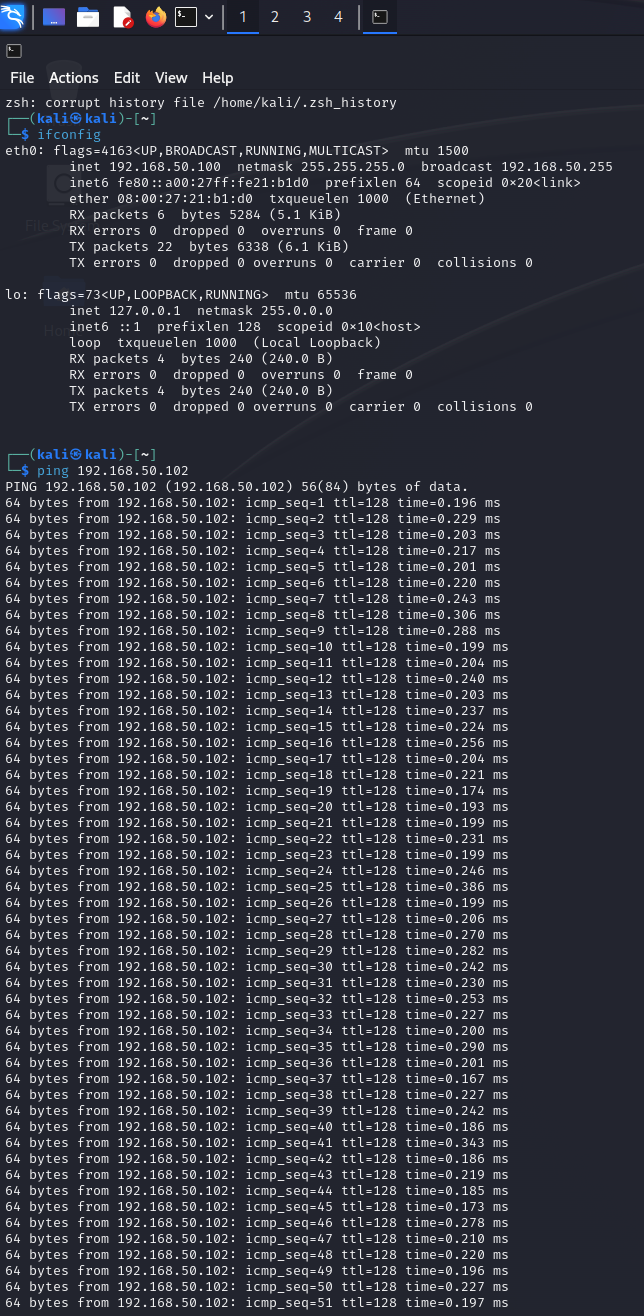 1 2 3 4
File Actions Edit View Help
zsh: corrupt history file /home/kali/.zsh_history
┌──(kali㉿kali)-[~]
└─$ ifconfig
eth0: flags=4163<UP,BROADCAST,RUNNING,MULTICAST>  mtu 1500
        inet 192.168.50.100  netmask 255.255.255.0  broadcast 192.168.50.255
        inet6 fe80::a00:27ff:fe21:b1d0  prefixlen 64  scopeid 0×20<link>
        ether 08:00:27:21:b1:d0  txqueuelen 1000  (Ethernet)
        RX packets 6  bytes 5284 (5.1 KiB)
        RX errors 0  dropped 0  overruns 0  frame 0
        TX packets 22  bytes 6338 (6.1 KiB)
        TX errors 0  dropped 0 overruns 0  carrier 0  collisions 0
lo: flags=73<UP,LOOPBACK,RUNNING>  mtu 65536
        inet 127.0.0.1  netmask 255.0.0.0
        inet6 ::1  prefixlen 128  scopeid 0×10<host>
        loop  txqueuelen 1000  (Local Loopback)
        RX packets 4  bytes 240 (240.0 B)
        RX errors 0  dropped 0  overruns 0  frame 0
        TX packets 4  bytes 240 (240.0 B)
        TX errors 0  dropped 0 overruns 0  carrier 0  collisions 0
┌──(kali㉿kali)-[~]
└─$ ping 192.168.50.102
PING 192.168.50.102 (192.168.50.102) 56(84) bytes of data.
64 bytes from 192.168.50.102: icmp_seq=1 ttl=128 time=0.196 ms
64 bytes from 192.168.50.102: icmp_seq=2 ttl=128 time=0.229 ms
64 bytes from 192.168.50.102: icmp_seq=3 ttl=128 time=0.203 ms
64 bytes from 192.168.50.102: icmp_seq=4 ttl=128 time=0.217 ms
64 bytes from 192.168.50.102: icmp_seq=5 ttl=128 time=0.201 ms
64 bytes from 192.168.50.102: icmp_seq=6 ttl=128 time=0.220 ms
64 bytes from 192.168.50.102: icmp_seq=7 ttl=128 time=0.243 ms
64 bytes from 192.168.50.102: icmp_seq=8 ttl=128 time=0.306 ms
64 bytes from 192.168.50.102: icmp_seq=9 ttl=128 time=0.288 ms
64 bytes from 192.168.50.102: icmp_seq=10 ttl=128 time=0.199 ms
64 bytes from 192.168.50.102: icmp_seq=11 ttl=128 time=0.204 ms
64 bytes from 192.168.50.102: icmp_seq=12 ttl=128 time=0.240 ms
64 bytes from 192.168.50.102: icmp_seq=13 ttl=128 time=0.203 ms
64 bytes from 192.168.50.102: icmp_seq=14 ttl=128 time=0.237 ms
64 bytes from 192.168.50.102: icmp_seq=15 ttl=128 time=0.224 ms
64 bytes from 192.168.50.102: icmp_seq=16 ttl=128 time=0.256 ms
64 bytes from 192.168.50.102: icmp_seq=17 ttl=128 time=0.204 ms
64 bytes from 192.168.50.102: icmp_seq=18 ttl=128 time=0.221 ms
64 bytes from 192.168.50.102: icmp_seq=19 ttl=128 time=0.174 ms
64 bytes from 192.168.50.102: icmp_seq=20 ttl=128 time=0.193 ms
64 bytes from 192.168.50.102: icmp_seq=21 ttl=128 time=0.199 ms
64 bytes from 192.168.50.102: icmp_seq=22 ttl=128 time=0.231 ms
64 bytes from 192.168.50.102: icmp_seq=23 ttl=128 time=0.199 ms
64 bytes from 192.168.50.102: icmp_seq=24 ttl=128 time=0.246 ms
64 bytes from 192.168.50.102: icmp_seq=25 ttl=128 time=0.386 ms
64 bytes from 192.168.50.102: icmp_seq=26 ttl=128 time=0.199 ms
64 bytes from 192.168.50.102: icmp_seq=27 ttl=128 time=0.206 ms
64 bytes from 192.168.50.102: icmp_seq=28 ttl=128 time=0.270 ms
64 bytes from 192.168.50.102: icmp_seq=29 ttl=128 time=0.282 ms
64 bytes from 192.168.50.102: icmp_seq=30 ttl=128 time=0.242 ms
64 bytes from 192.168.50.102: icmp_seq=31 ttl=128 time=0.230 ms
64 bytes from 192.168.50.102: icmp_seq=32 ttl=128 time=0.253 ms
64 bytes from 192.168.50.102: icmp_seq=33 ttl=128 time=0.227 ms
64 bytes from 192.168.50.102: icmp_seq=34 ttl=128 time=0.200 ms
64 bytes from 192.168.50.102: icmp_seq=35 ttl=128 time=0.290 ms
64 bytes from 192.168.50.102: icmp_seq=36 ttl=128 time=0.201 ms
64 bytes from 192.168.50.102: icmp_seq=37 ttl=128 time=0.167 ms
64 bytes from 192.168.50.102: icmp_seq=38 ttl=128 time=0.227 ms
64 bytes from 192.168.50.102: icmp_seq=39 ttl=128 time=0.242 ms
64 bytes from 192.168.50.102: icmp_seq=40 ttl=128 time=0.186 ms
64 bytes from 192.168.50.102: icmp_seq=41 ttl=128 time=0.343 ms
64 bytes from 192.168.50.102: icmp_seq=42 ttl=128 time=0.186 ms
64 bytes from 192.168.50.102: icmp_seq=43 ttl=128 time=0.219 ms
64 bytes from 192.168.50.102: icmp_seq=44 ttl=128 time=0.185 ms
64 bytes from 192.168.50.102: icmp_seq=45 ttl=128 time=0.173 ms
64 bytes from 192.168.50.102: icmp_seq=46 ttl=128 time=0.278 ms
64 bytes from 192.168.50.102: icmp_seq=47 ttl=128 time=0.210 ms
64 bytes from 192.168.50.102: icmp_seq=48 ttl=128 time=0.220 ms
64 bytes from 192.168.50.102: icmp_seq=49 ttl=128 time=0.196 ms
64 bytes from 192.168.50.102: icmp_seq=50 ttl=128 time=0.227 ms
64 bytes from 192.168.50.102: icmp_seq=51 ttl=128 time=0.197 ms